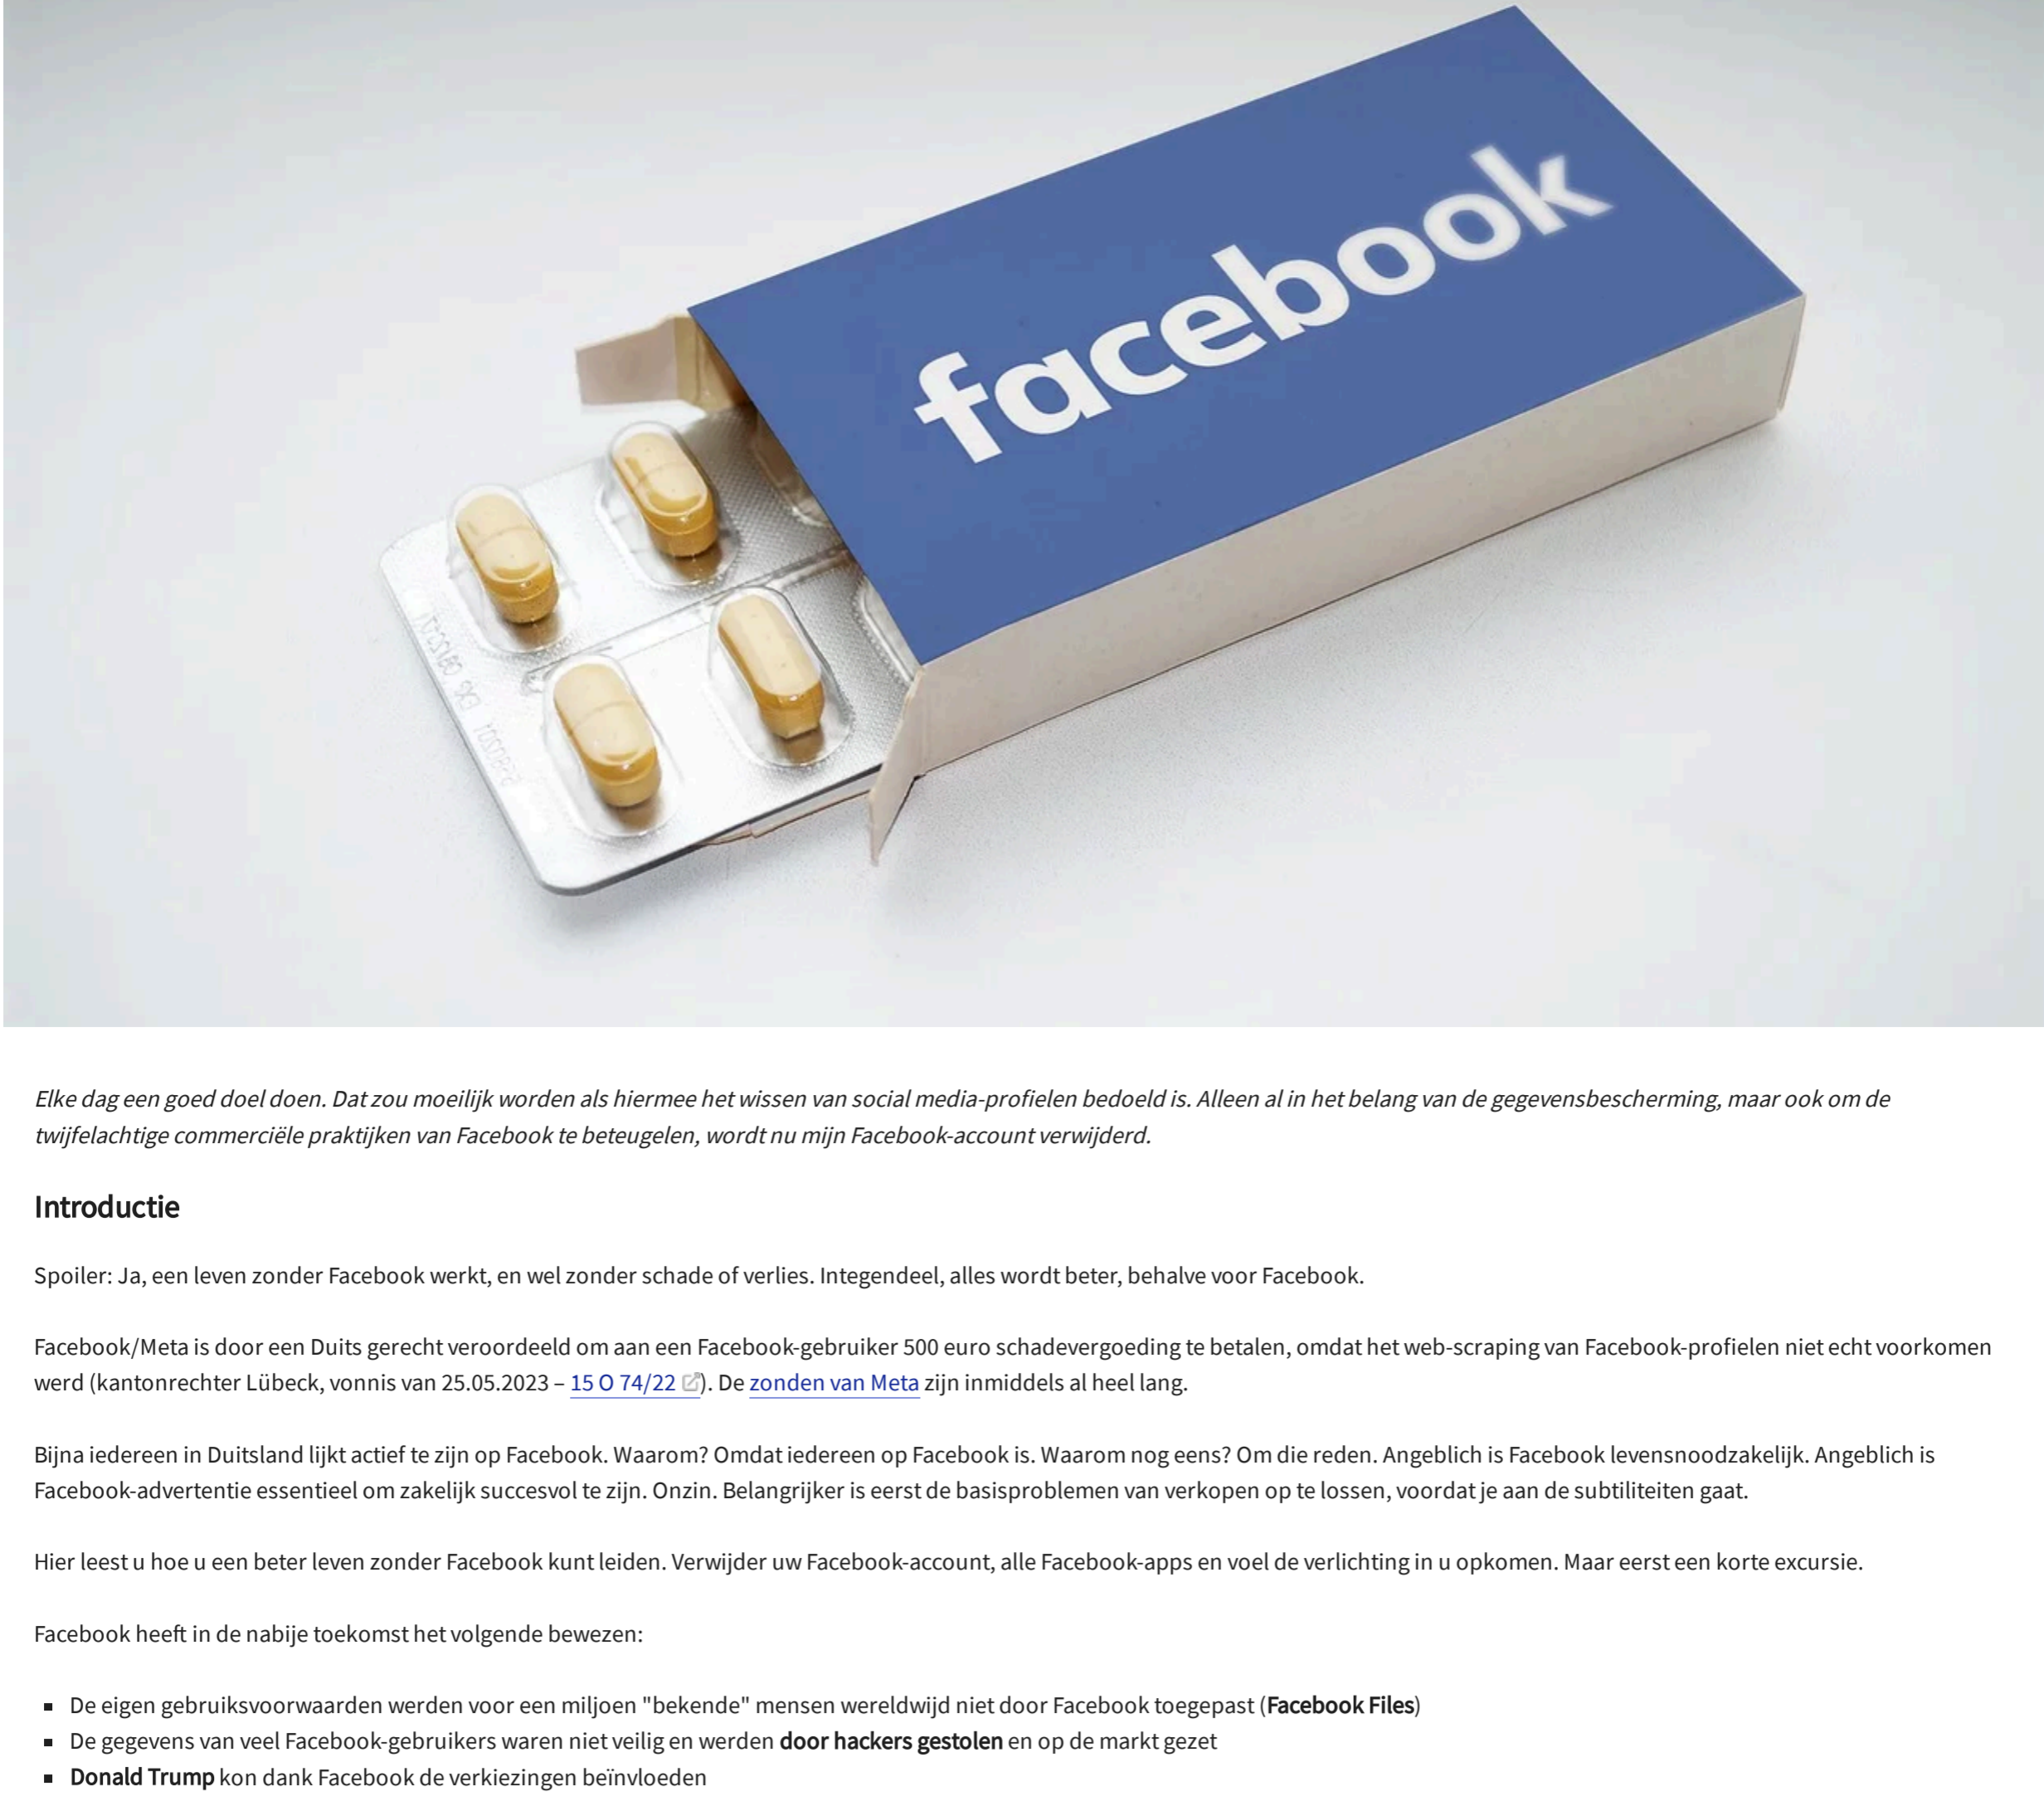 facebook
Elke dag een goed doel doen. Dat zou moeilijk worden als hiermee het wissen van social media-profielen bedoeld is. Alleen al in het belang van de gegevensbescherming, maar ook om de
twijfelachtige commerciële praktijken van Facebook te beteugelen, wordt nu mijn Facebook-account verwijderd.
Introductie
Spoiler: Ja, een leven zonder Facebook werkt, en wel zonder schade of verlies. Integendeel, alles wordt beter, behalve voor Facebook.
Facebook/Meta is door een Duits gerecht veroordeeld om aan een Facebook-gebruiker 500 euro schadevergoeding te betalen, omdat het web-scraping van Facebook-profielen niet echt voorkomen
werd (kantonrechter Lübeck, vonnis van 25.05.2023 – 15 O 74/22). De zonden van Meta zijn inmiddels al heel lang.
Bijna iedereen in Duitsland lijkt actief te zijn op Facebook. Waarom? Omdat iedereen op Facebook is. Waarom nog eens? Om die reden. Angeblich is Facebook levensnoodzakelijk. Angeblich is
Facebook-advertentie essentieel om zakelijk succesvol te zijn. Onzin. Belangrijker is eerst de basisproblemen van verkopen op te lossen, voordat je aan de subtiliteiten gaat.
Hier leest u hoe u een beter leven zonder Facebook kunt leiden. Verwijder uw Facebook-account, alle Facebook-apps en voel de verlichting in u opkomen. Maar eerst een korte excursie.
Facebook heeft in de nabije toekomst het volgende bewezen:
▪ De eigen gebruiksvoorwaarden werden voor een miljoen "bekende" mensen wereldwijd niet door Facebook toegepast (Facebook Files)
▪ De gegevens van veel Facebook-gebruikers waren niet veilig en werden door hackers gestolen en op de markt gezet
▪ Donald Trump kon dank Facebook de verkiezingen beïnvloeden